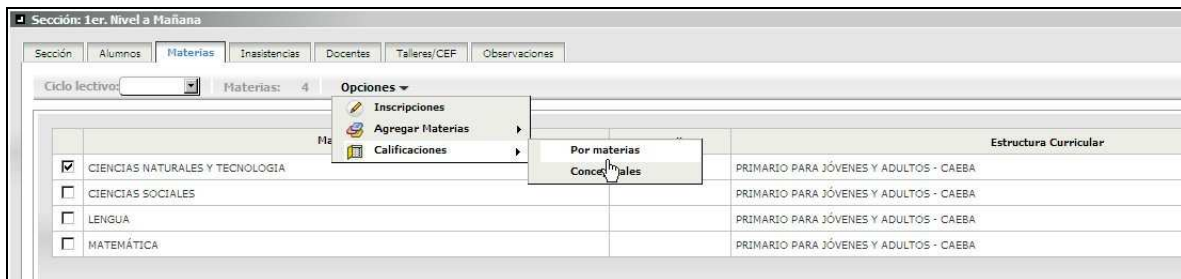 Sección: 1er. Nivel a Mañana
Sección Alumnos Materias Inasistencias Docentes Talleres/CEF Observaciones
Ciclo lectivo: Materias: 4 Opciones
Inscripciones
Agregar Materias
Calificaciones
Por materias
Estructura Curricular
CIENCIAS NATURALES Y TECNOLOGIA PRIMARIO PARA JÓVENES Y ADULTOS - CAEBA
CIENCIAS SOCIALES PRIMARIO PARA JÓVENES Y ADULTOS - CAEBA
LENGUA PRIMARIO PARA JÓVENES Y ADULTOS - CAEBA
MATEMÁTICA PRIMARIO PARA JÓVENES Y ADULTOS - CAEBA